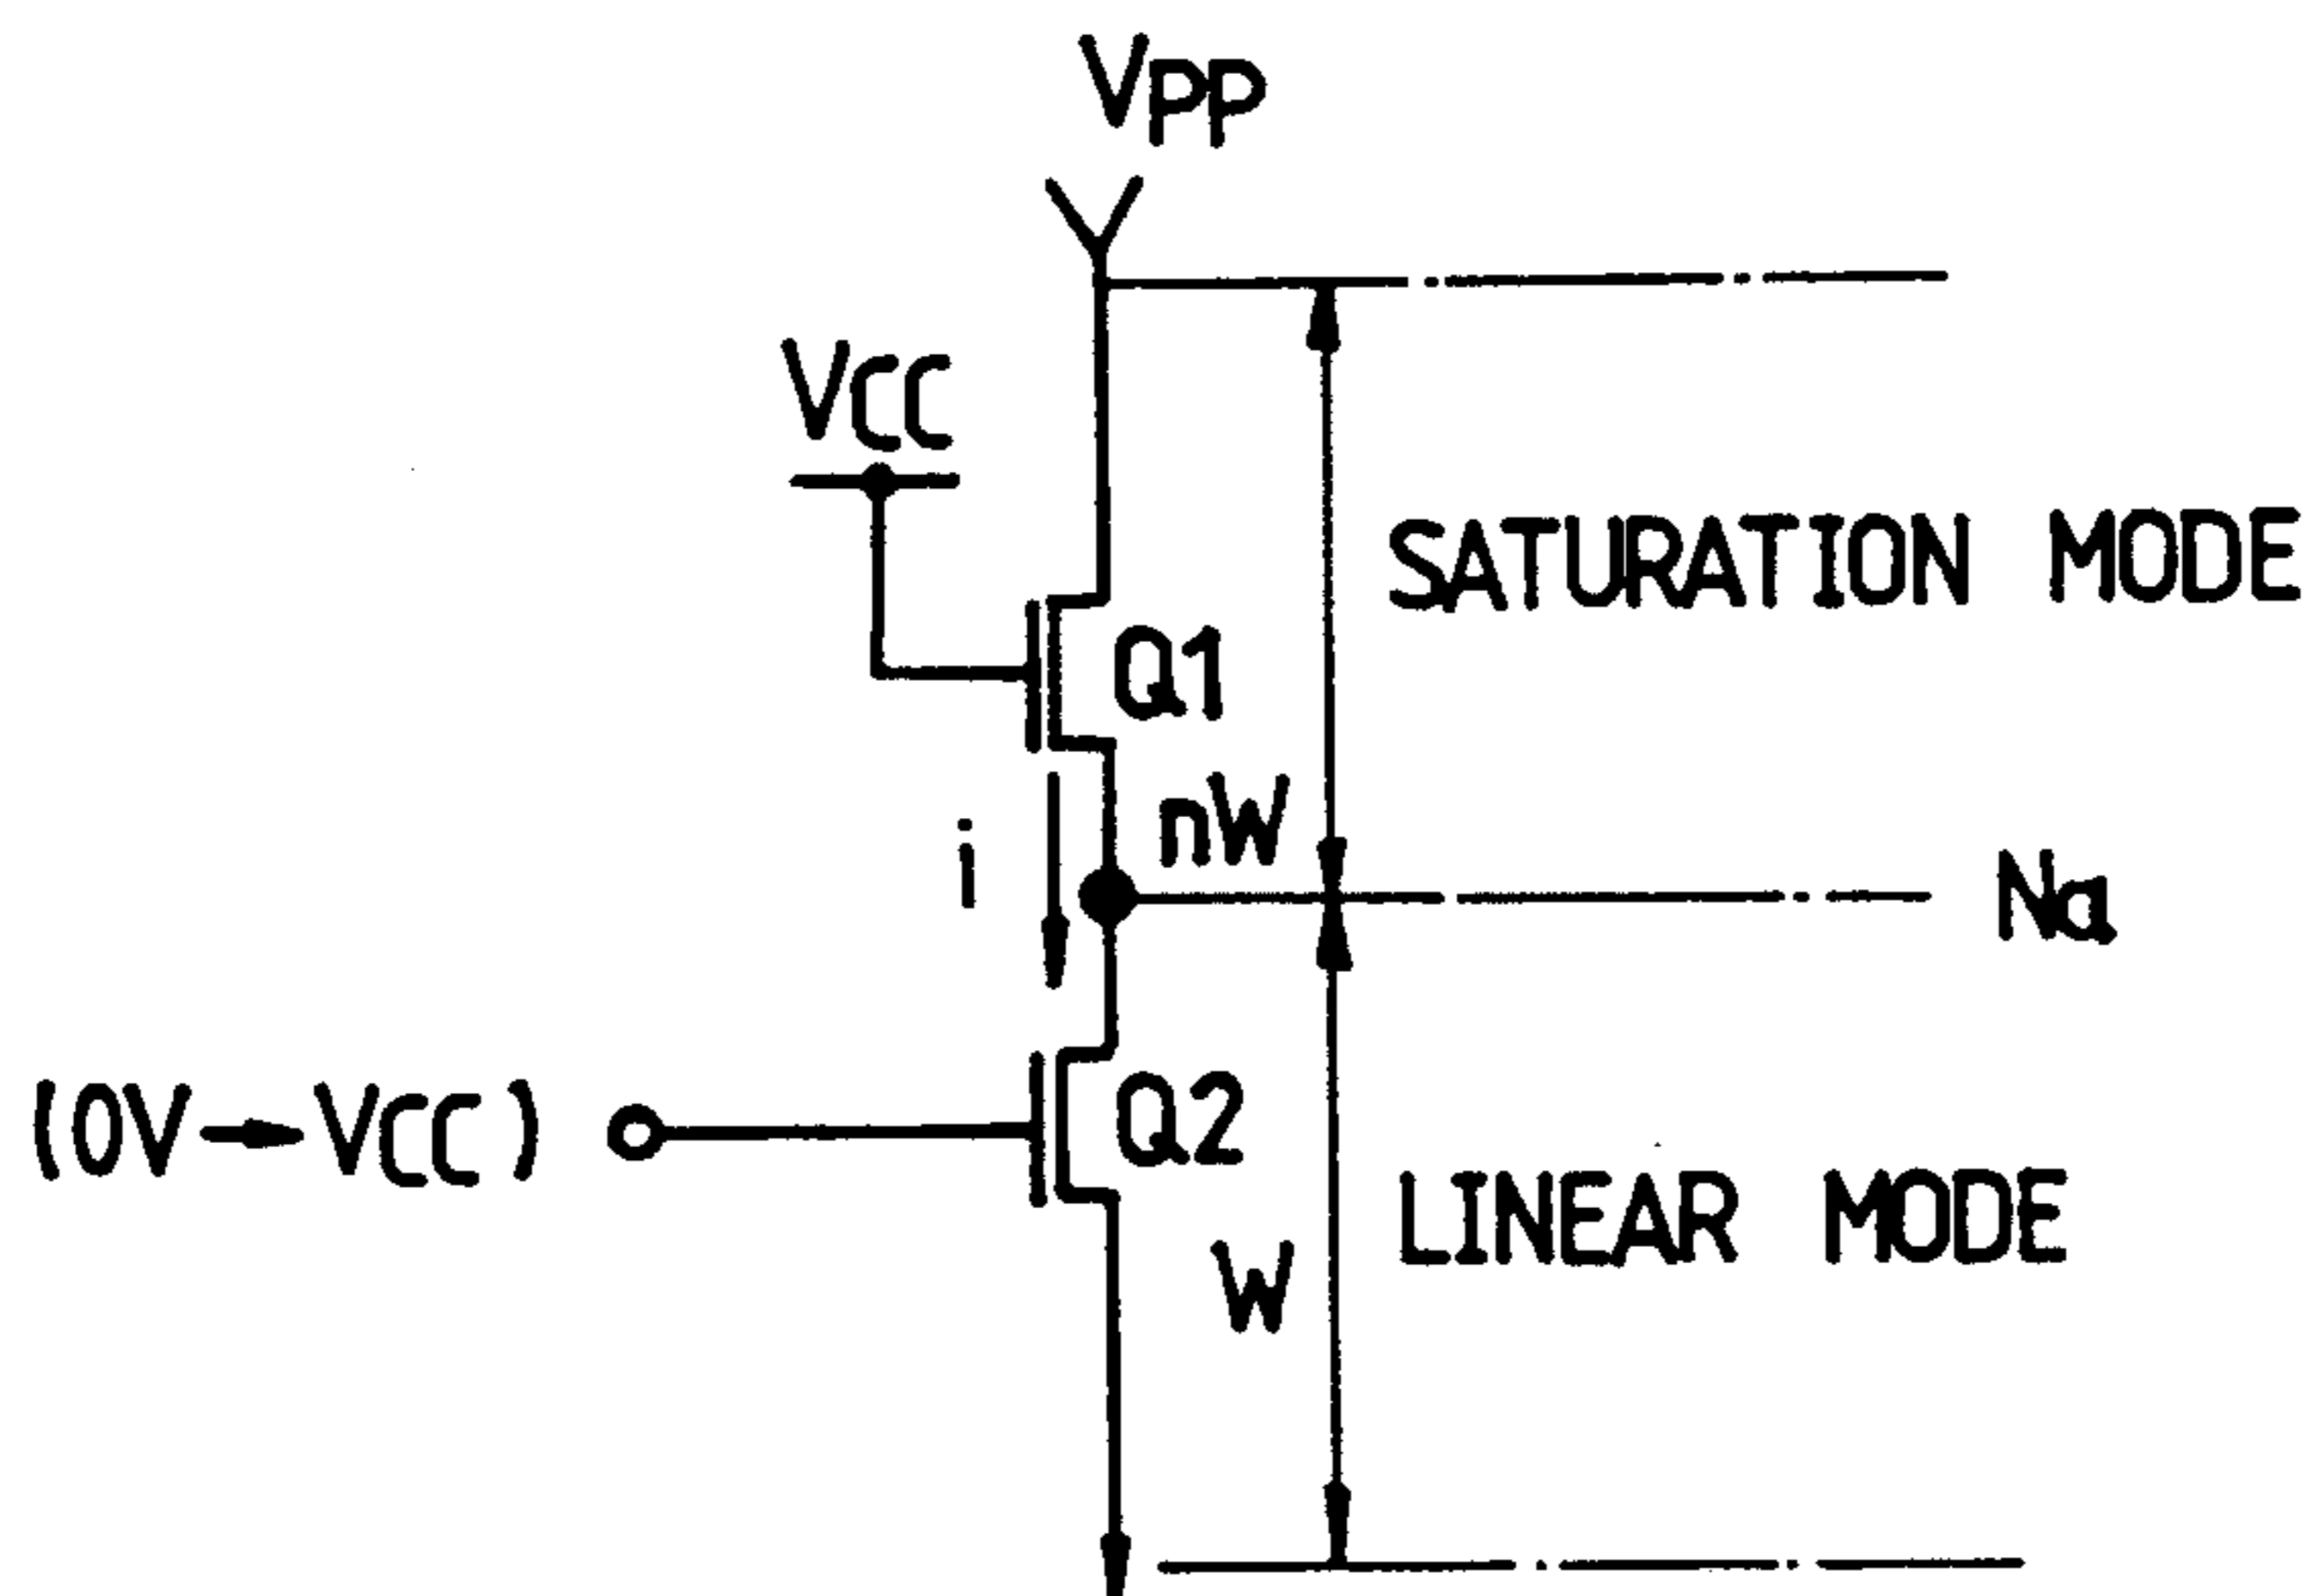 VPP
VCC
SATURATION MODE
Q1
nW
i
Na
(0V→VCC)
Q2
LINEAR MODE
W